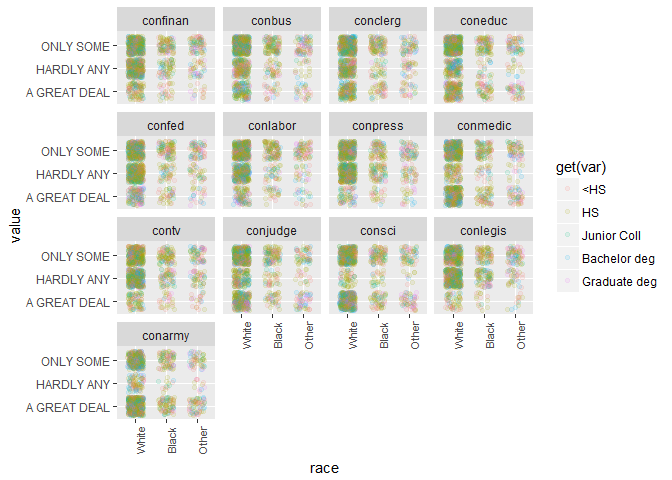 confinan conbus conclerg coneduc
ONLY SOME
HARDLY ANY
A GREAT DEAL
confed conlabor conpress conmedic
ONLY SOME
HARDLY ANY
A GREAT DEAL
contv conjudge consci conlegis
ONLY SOME
HARDLY ANY
A GREAT DEAL
White Black Other White Black Other White Black Other
conarmy
ONLY SOME
HARDLY ANY
A GREAT DEAL
White Black Other
race
value
get(var)
<HS
HS
Junior Coll
Bachelor deg
Graduate deg